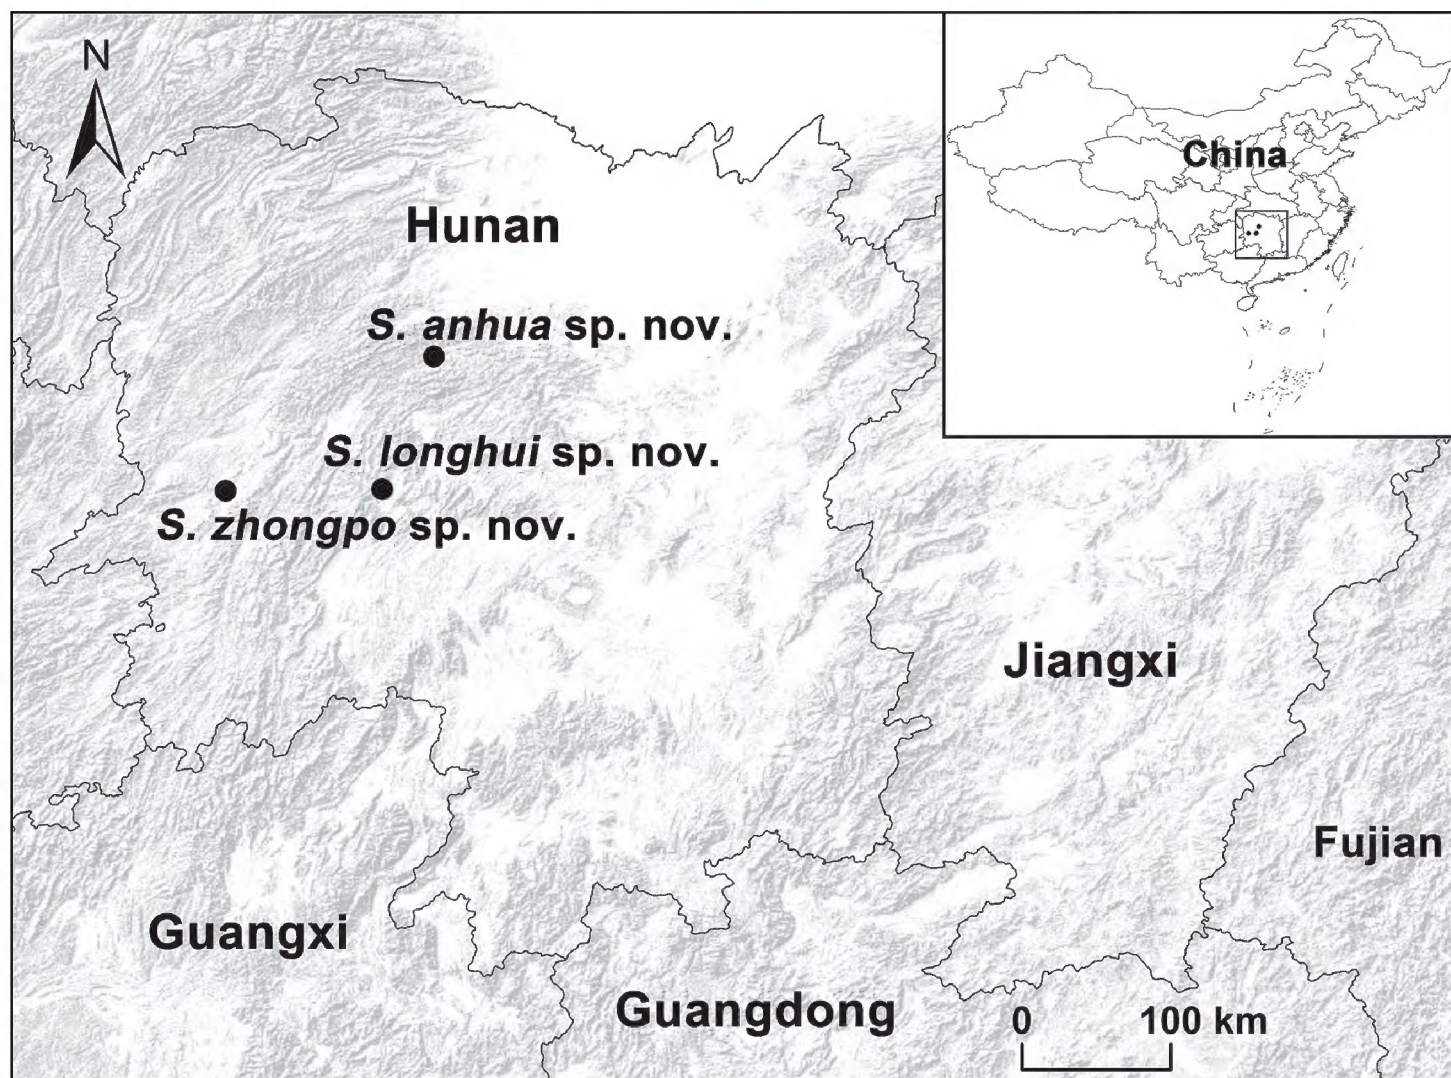 N
China
Hunan
S. anhua sp. nov.
S. longhui sp. nov.
S. zhongpo sp. nov.
Jiangxi
Fujian
Guangxi
Guangdong
0 100 km